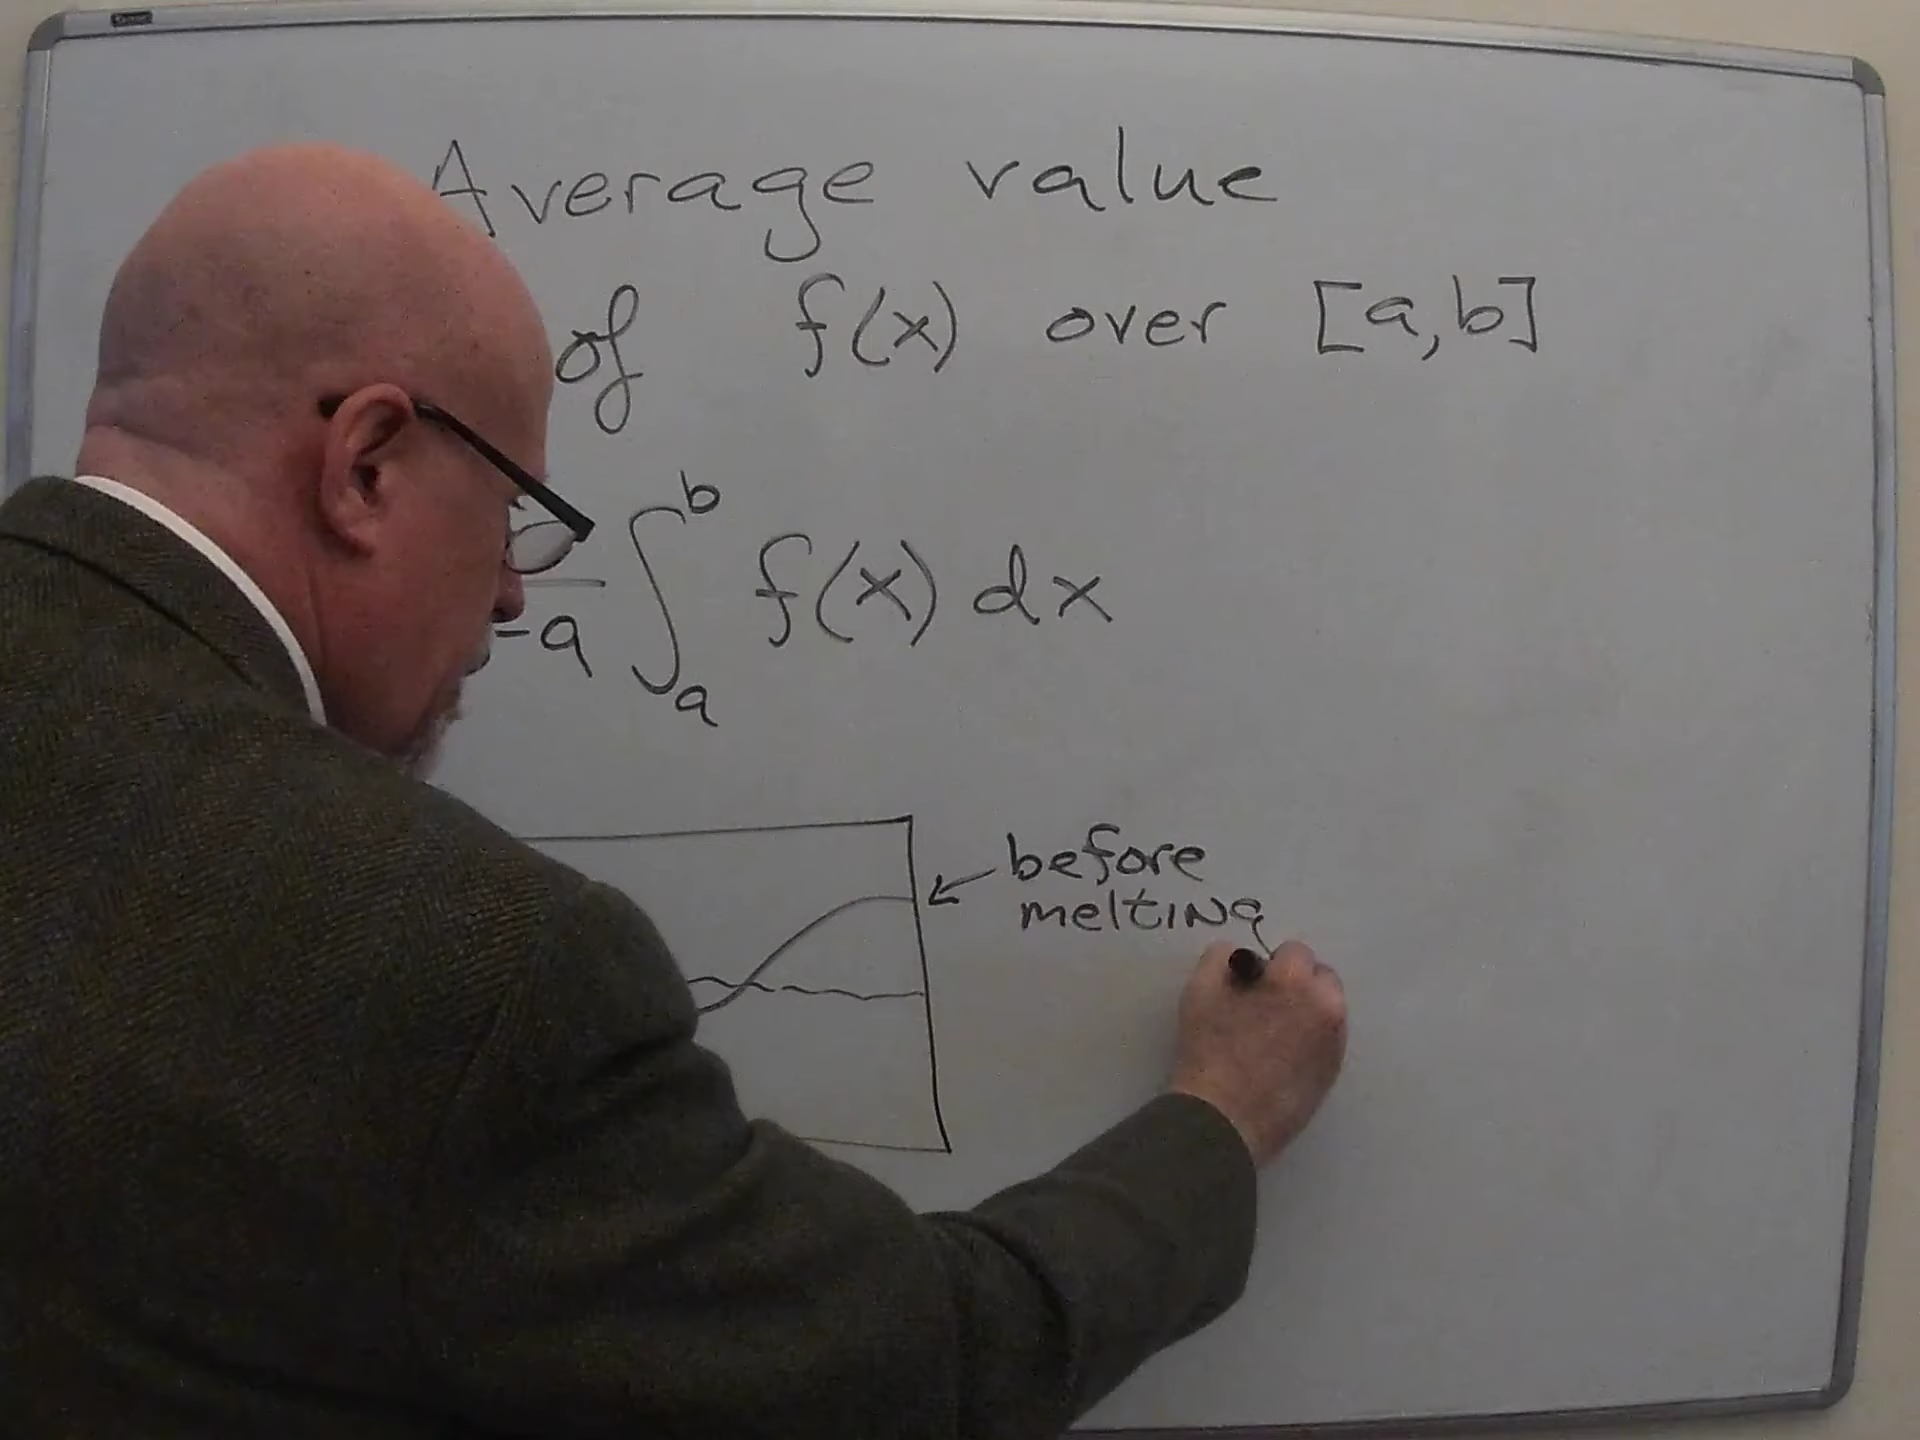 Average value
of f(x) over [a,b]
-a ∫ₐᵇ f(x) dx
before
melting